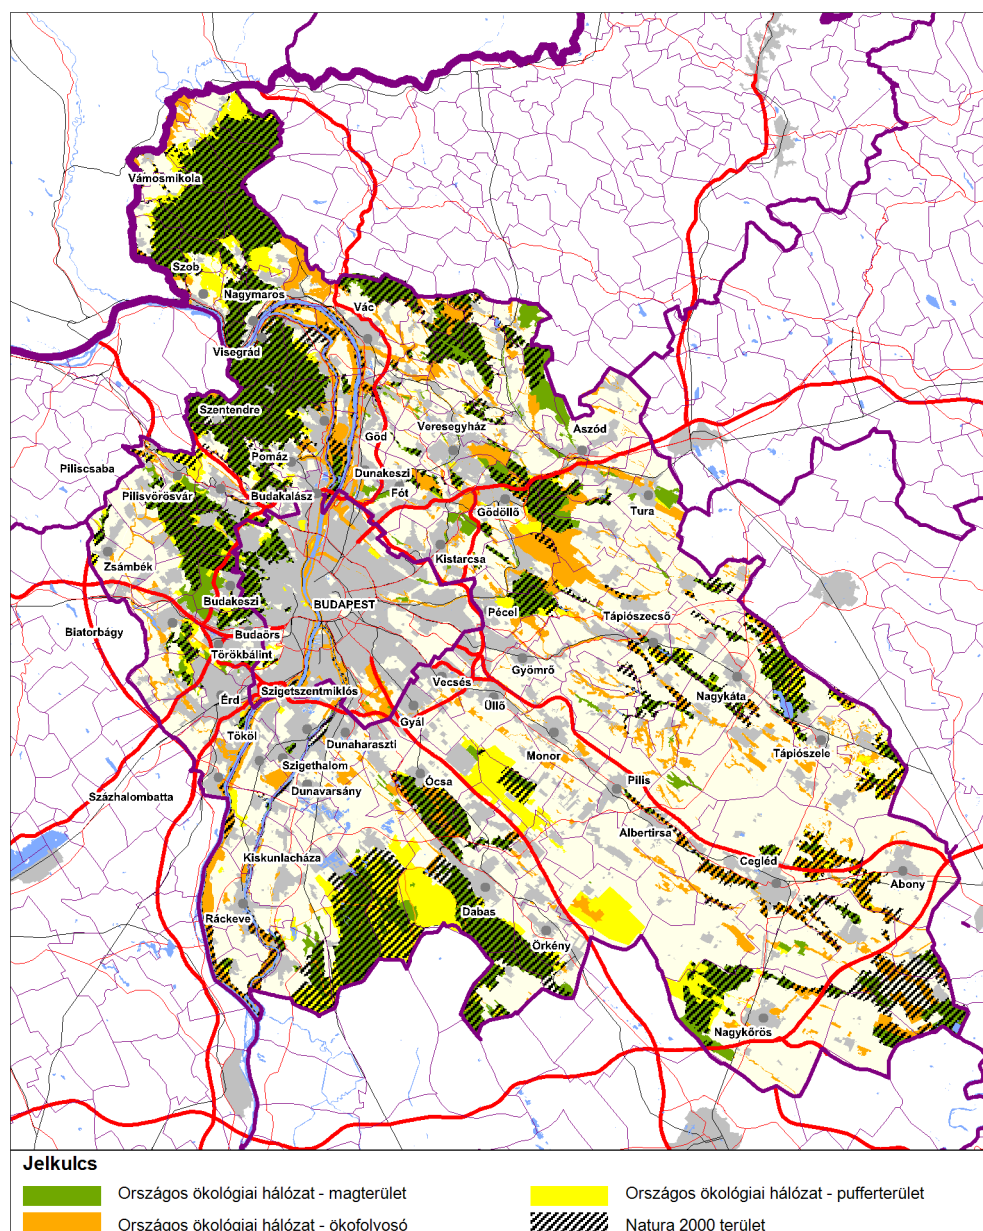 Vámosmikola
Szob
Nagymaros
Vác
Visegrád
Szentendre
Göd
Veresegyház
Aszód
Pomáz
Piliscsaba
Dunakeszi
Pilisvörösvár
Budakalász
Fót
Gödöllő
Tura
Kistarcsa
Zsámbék
Budakeszi
BUDAPEST
Pécel
Tápiószecső
Biatorbágy
Budaörs
Törökbálint
Gyömrő
Vecsés
Szigetszentmiklós
Nagykáta
Érd
Üllő
Gyál
Tököl
Dunaharaszti
Tápiószele
Monor
Szigethalom
Ócsa
Pilis
Dunavarsány
Százhalombatta
Albertirsa
Kiskunlacháza
Cegléd
Abony
Dabas
Ráckeve
Örkény
Nagykőrös
Jelkulcs
Országos ökológiai hálózat - magterület
Országos ökológiai hálózat - pufferterület
Országos ökológiai hálózat - ökofolyosó
Natura 2000 terület